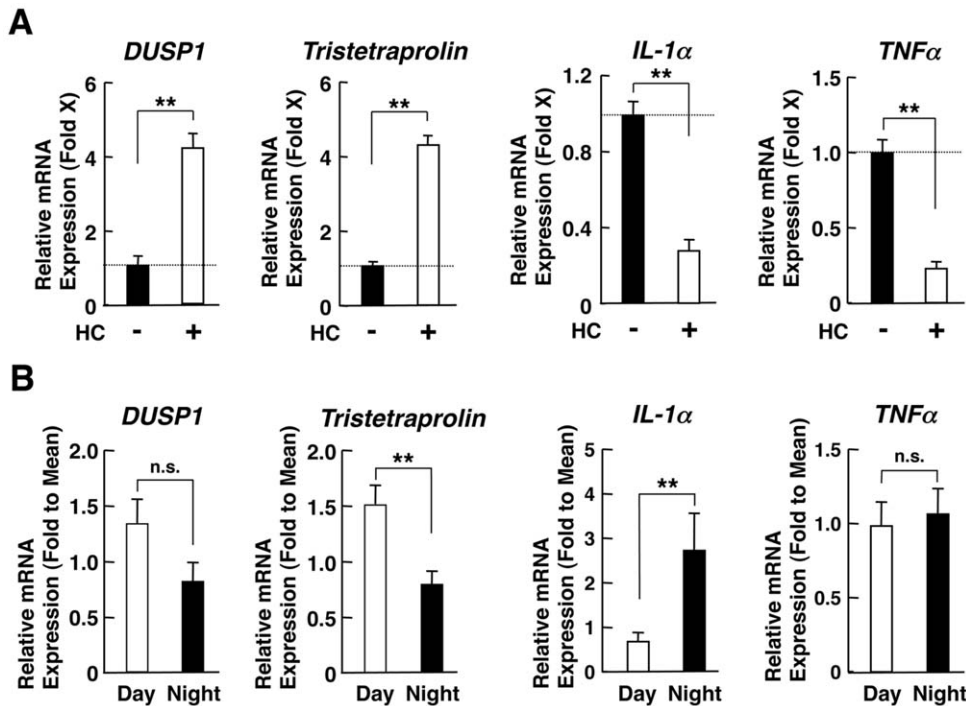 A
DUSP1
Tristetraprolin
IL-1α
TNFα
Relative mRNA
Expression (Fold X)
6
4
2
0
**
HC - +
Relative mRNA
Expression (Fold X)
6
4
2
0
**
HC - +
Relative mRNA
Expression (Fold X)
1.2
0.8
0.4
0
**
HC - +
Relative mRNA
Expression (Fold X)
1.5
1.0
0.5
0
**
HC - +
B
DUSP1
Tristetraprolin
IL-1α
TNFα
Relative mRNA
Expression (Fold to Mean)
2.0
1.5
1.0
0.5
0
n.s.
Day Night
Relative mRNA
Expression (Fold to Mean)
2.0
1.5
1.0
0.5
0
**
Day Night
Relative mRNA
Expression (Fold to Mean)
5
4
3
2
1
0
**
Day Night
Relative mRNA
Expression (Fold to Mean)
1.5
1.0
0.5
0
n.s.
Day Night